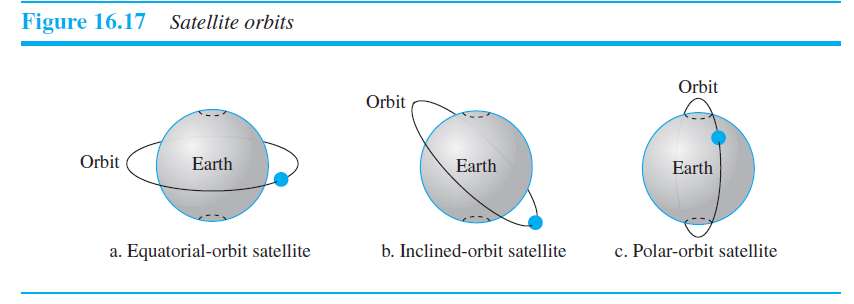 Figure 16.17 Satellite orbits
Orbit
Earth
a. Equatorial-orbit satellite
Orbit
Earth
b. Inclined-orbit satellite
Orbit
Earth
c. Polar-orbit satellite